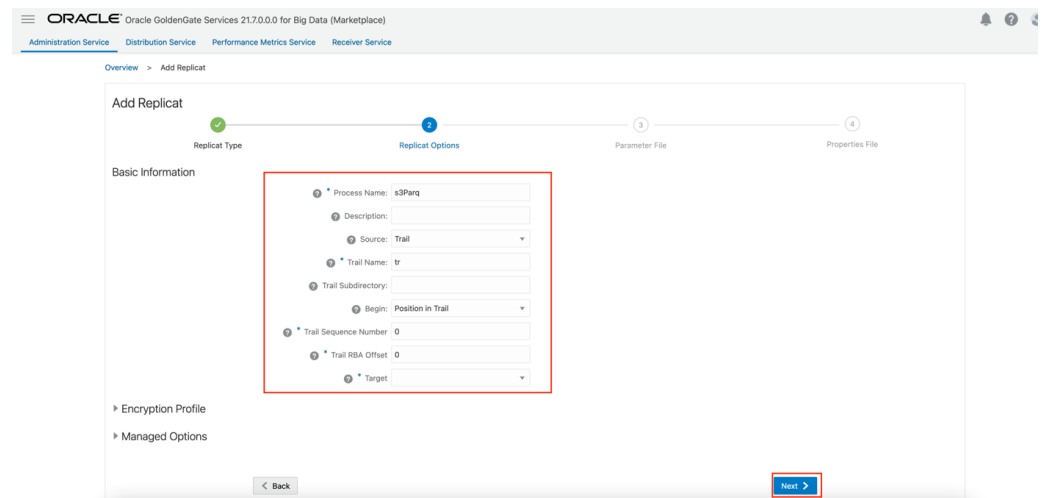 ORACLE® Oracle GoldenGate Services 21.7.0.0.0 for Big Data (Marketplace)
Administration Service Distribution Service Performance Metrics Service Receiver Service
Overview > Add Replicat
Add Replicat
2 3 4
Replicat Type Replicat Options Parameter File Properties File
Basic Information
* Process Name: s3Parq
Description:
Source: Trail
* Trail Name: tr
Trail Subdirectory:
Begin: Position in Trail
* Trail Sequence Number 0
* Trail RBA Offset 0
* Target
Encryption Profile
Managed Options
Back Next